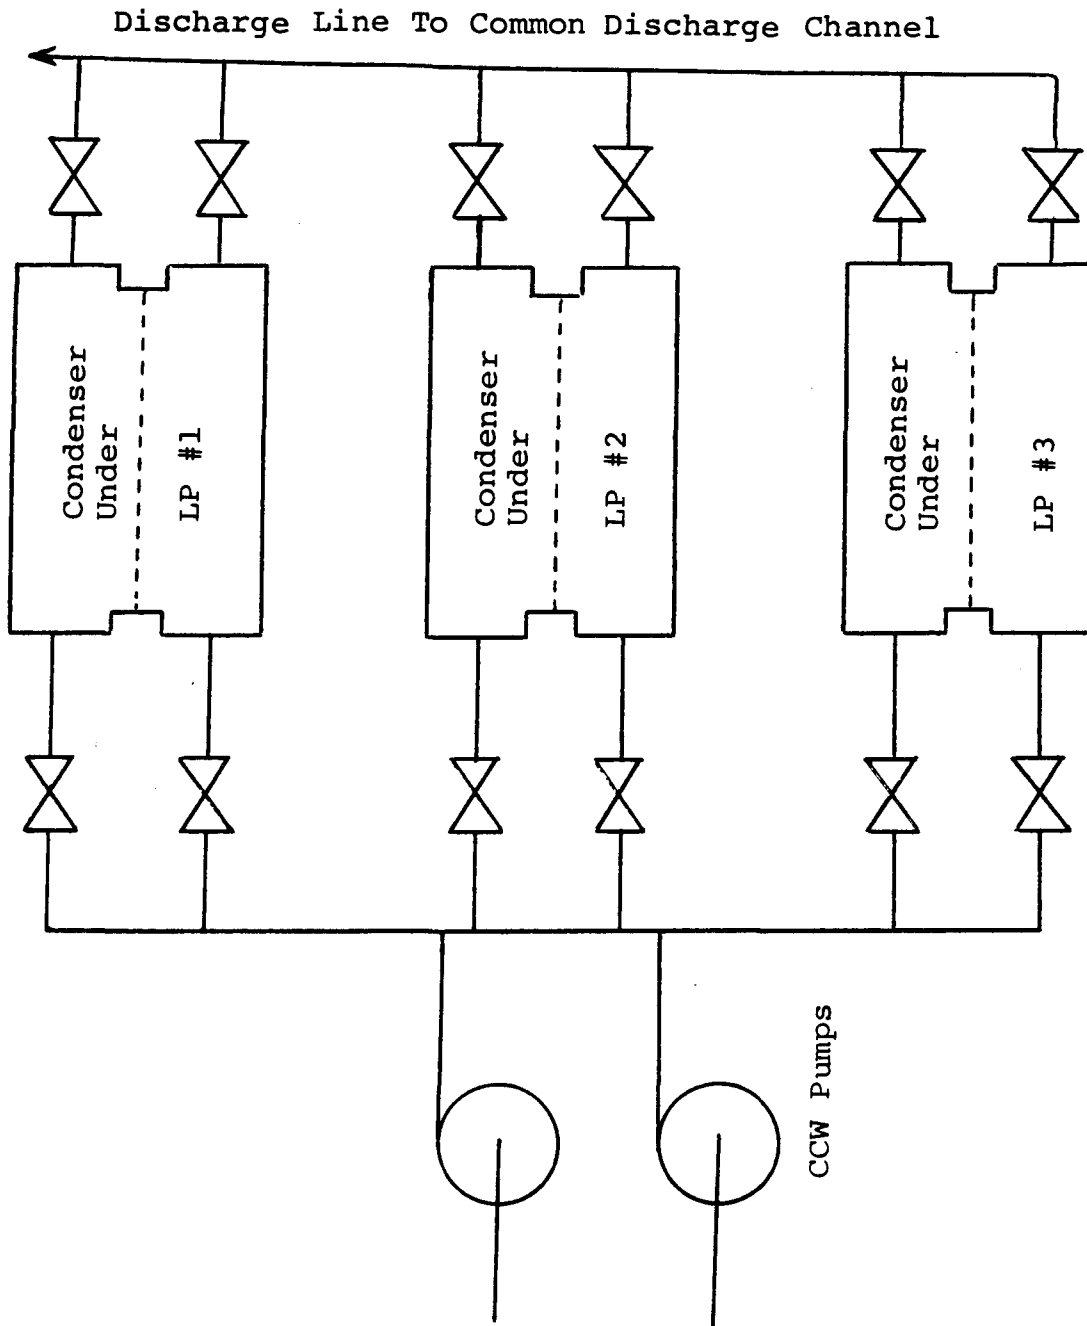 Discharge Line To Common Discharge Channel
Condenser
Under
LP #1
Condenser
Under
LP #2
Condenser
Under
LP #3
CCW Pumps